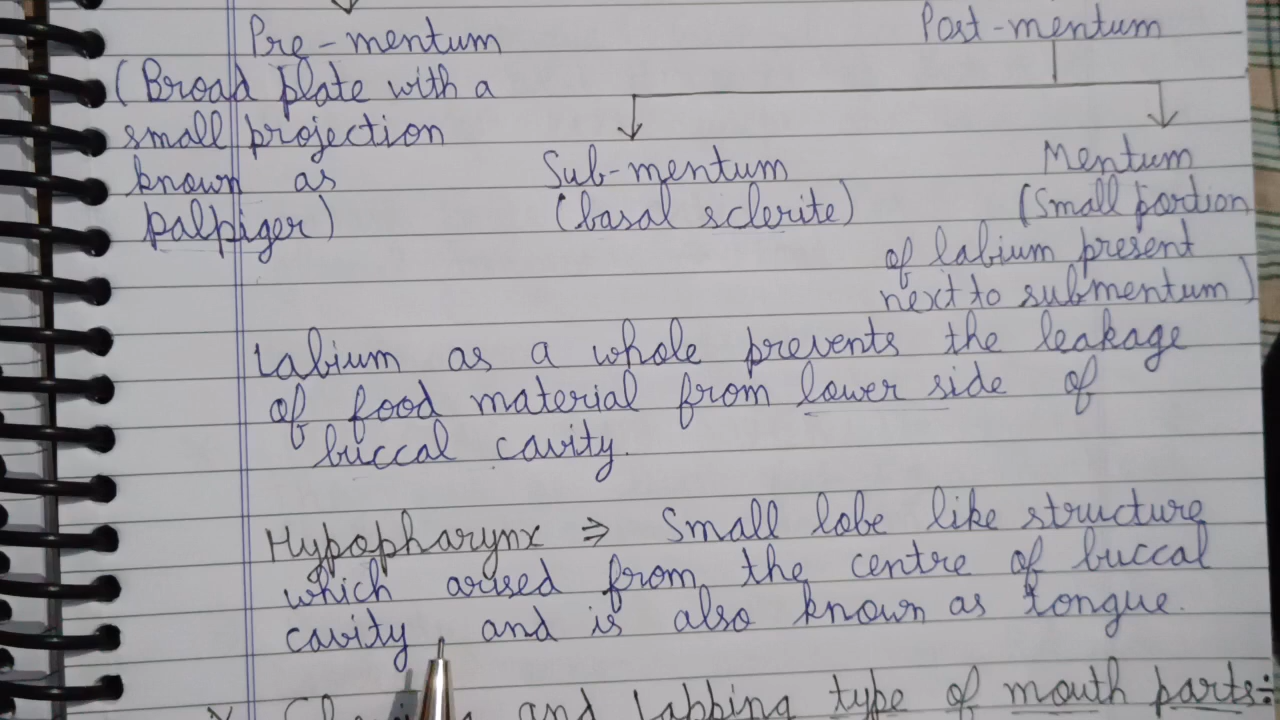 Pre-mentum Post-mentum
(Broad plate with a
small projection
known as
palpiger)
Sub-mentum Mentum
(basal sclerite) (Small portion
of labium present
next to submentum)
Labium as a whole prevents the leakage
of food material from lower side of
buccal cavity.
Hypopharynx ⇒ Small lobe like structure
which arised from the centre of buccal
cavity, and is also known as tongue.
and lapping type of mouth parts:-